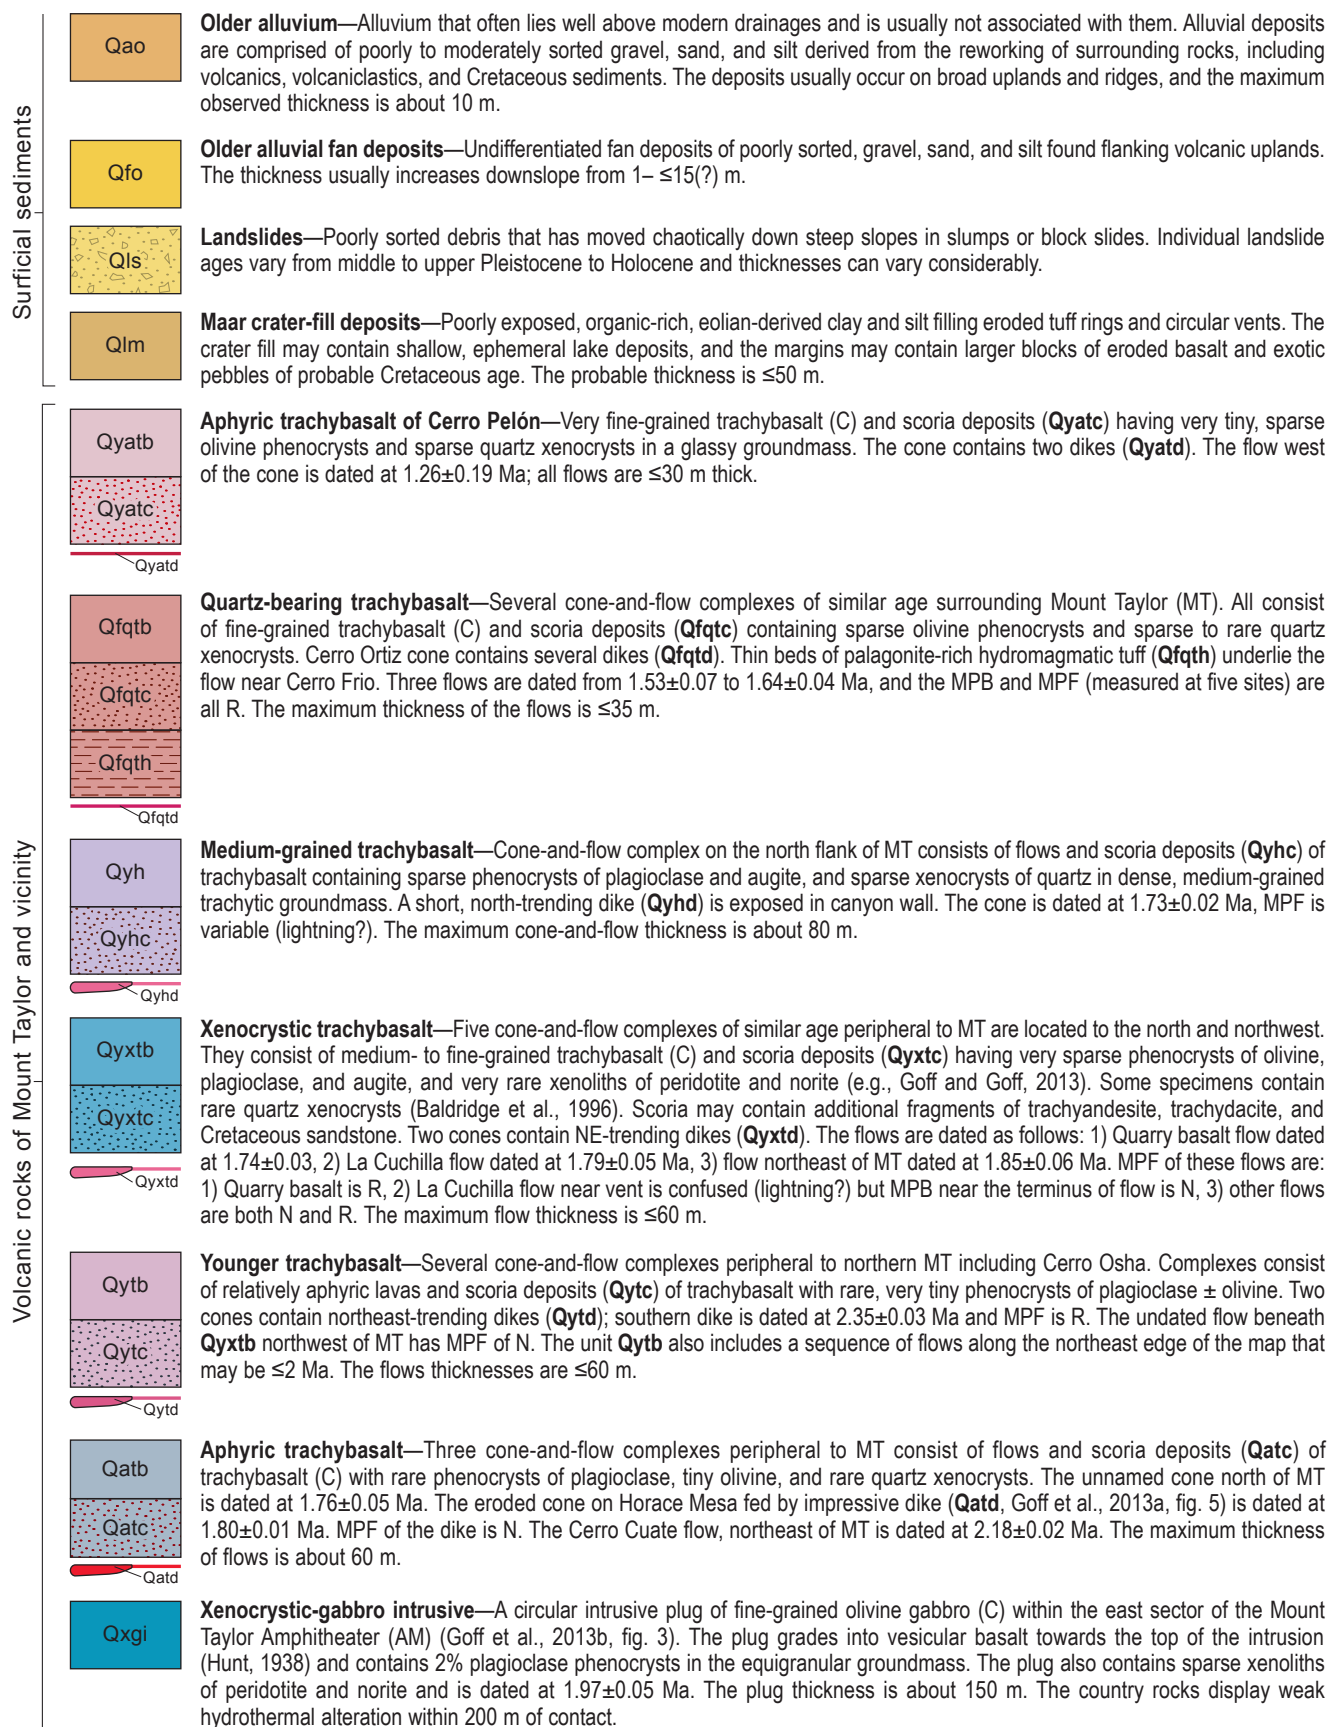 Surficial sediments
Qao
Older alluvium—Alluvium that often lies well above modern drainages and is usually not associated with them. Alluvial deposits
are comprised of poorly to moderately sorted gravel, sand, and silt derived from the reworking of surrounding rocks, including
volcanics, volcaniclastics, and Cretaceous sediments. The deposits usually occur on broad uplands and ridges, and the maximum
observed thickness is about 10 m.
Qfo
Older alluvial fan deposits—Undifferentiated fan deposits of poorly sorted, gravel, sand, and silt found flanking volcanic uplands.
The thickness usually increases downslope from 1– ≤15(?) m.
Qls
Landslides—Poorly sorted debris that has moved chaotically down steep slopes in slumps or block slides. Individual landslide
ages vary from middle to upper Pleistocene to Holocene and thicknesses can vary considerably.
Qlm
Maar crater-fill deposits—Poorly exposed, organic-rich, eolian-derived clay and silt filling eroded tuff rings and circular vents. The
crater fill may contain shallow, ephemeral lake deposits, and the margins may contain larger blocks of eroded basalt and exotic
pebbles of probable Cretaceous age. The probable thickness is ≤50 m.
Volcanic rocks of Mount Taylor and vicinity
Qyatb
Qyatc
Qyatd
Aphyric trachybasalt of Cerro Pelón—Very fine-grained trachybasalt (C) and scoria deposits (Qyatc) having very tiny, sparse
olivine phenocrysts and sparse quartz xenocrysts in a glassy groundmass. The cone contains two dikes (Qyatd). The flow west
of the cone is dated at 1.26±0.19 Ma; all flows are ≤30 m thick.
Qfqtb
Qfqtc
Qfqth
Qfqtd
Quartz-bearing trachybasalt—Several cone-and-flow complexes of similar age surrounding Mount Taylor (MT). All consist
of fine-grained trachybasalt (C) and scoria deposits (Qfqtc) containing sparse olivine phenocrysts and sparse to rare quartz
xenocrysts. Cerro Ortiz cone contains several dikes (Qfqtd). Thin beds of palagonite-rich hydromagmatic tuff (Qfqth) underlie the
flow near Cerro Frio. Three flows are dated from 1.53±0.07 to 1.64±0.04 Ma, and the MPB and MPF (measured at five sites) are
all R. The maximum thickness of the flows is ≤35 m.
Qyh
Qyhc
Qyhd
Medium-grained trachybasalt—Cone-and-flow complex on the north flank of MT consists of flows and scoria deposits (Qyhc) of
trachybasalt containing sparse phenocrysts of plagioclase and augite, and sparse xenocrysts of quartz in dense, medium-grained
trachytic groundmass. A short, north-trending dike (Qyhd) is exposed in canyon wall. The cone is dated at 1.73±0.02 Ma, MPF is
variable (lightning?). The maximum cone-and-flow thickness is about 80 m.
Qyxtb
Qyxtc
Qyxtd
Xenocrystic trachybasalt—Five cone-and-flow complexes of similar age peripheral to MT are located to the north and northwest.
They consist of medium- to fine-grained trachybasalt (C) and scoria deposits (Qyxtc) having very sparse phenocrysts of olivine,
plagioclase, and augite, and very rare xenoliths of peridotite and norite (e.g., Goff and Goff, 2013). Some specimens contain
rare quartz xenocrysts (Baldridge et al., 1996). Scoria may contain additional fragments of trachyandesite, trachydacite, and
Cretaceous sandstone. Two cones contain NE-trending dikes (Qyxtd). The flows are dated as follows: 1) Quarry basalt flow dated
at 1.74±0.03, 2) La Cuchilla flow dated at 1.79±0.05 Ma, 3) flow northeast of MT dated at 1.85±0.06 Ma. MPF of these flows are:
1) Quarry basalt is R, 2) La Cuchilla flow near vent is confused (lightning?) but MPB near the terminus of flow is N, 3) other flows
are both N and R. The maximum flow thickness is ≤60 m.
Qytb
Qytc
Qytd
Younger trachybasalt—Several cone-and-flow complexes peripheral to northern MT including Cerro Osha. Complexes consist
of relatively aphyric lavas and scoria deposits (Qytc) of trachybasalt with rare, very tiny phenocrysts of plagioclase ± olivine. Two
cones contain northeast-trending dikes (Qytd); southern dike is dated at 2.35±0.03 Ma and MPF is R. The undated flow beneath
Qyxtb northwest of MT has MPF of N. The unit Qytb also includes a sequence of flows along the northeast edge of the map that
may be ≤2 Ma. The flows thicknesses are ≤60 m.
Qatb
Qatc
Qatd
Aphyric trachybasalt—Three cone-and-flow complexes peripheral to MT consist of flows and scoria deposits (Qatc) of
trachybasalt (C) with rare phenocrysts of plagioclase, tiny olivine, and rare quartz xenocrysts. The unnamed cone north of MT
is dated at 1.76±0.05 Ma. The eroded cone on Horace Mesa fed by impressive dike (Qatd, Goff et al., 2013a, fig. 5) is dated at
1.80±0.01 Ma. MPF of the dike is N. The Cerro Cuate flow, northeast of MT is dated at 2.18±0.02 Ma. The maximum thickness
of flows is about 60 m.
Qxgi
Xenocrystic-gabbro intrusive—A circular intrusive plug of fine-grained olivine gabbro (C) within the east sector of the Mount
Taylor Amphitheater (AM) (Goff et al., 2013b, fig. 3). The plug grades into vesicular basalt towards the top of the intrusion
(Hunt, 1938) and contains 2% plagioclase phenocrysts in the equigranular groundmass. The plug also contains sparse xenoliths
of peridotite and norite and is dated at 1.97±0.05 Ma. The plug thickness is about 150 m. The country rocks display weak
hydrothermal alteration within 200 m of contact.